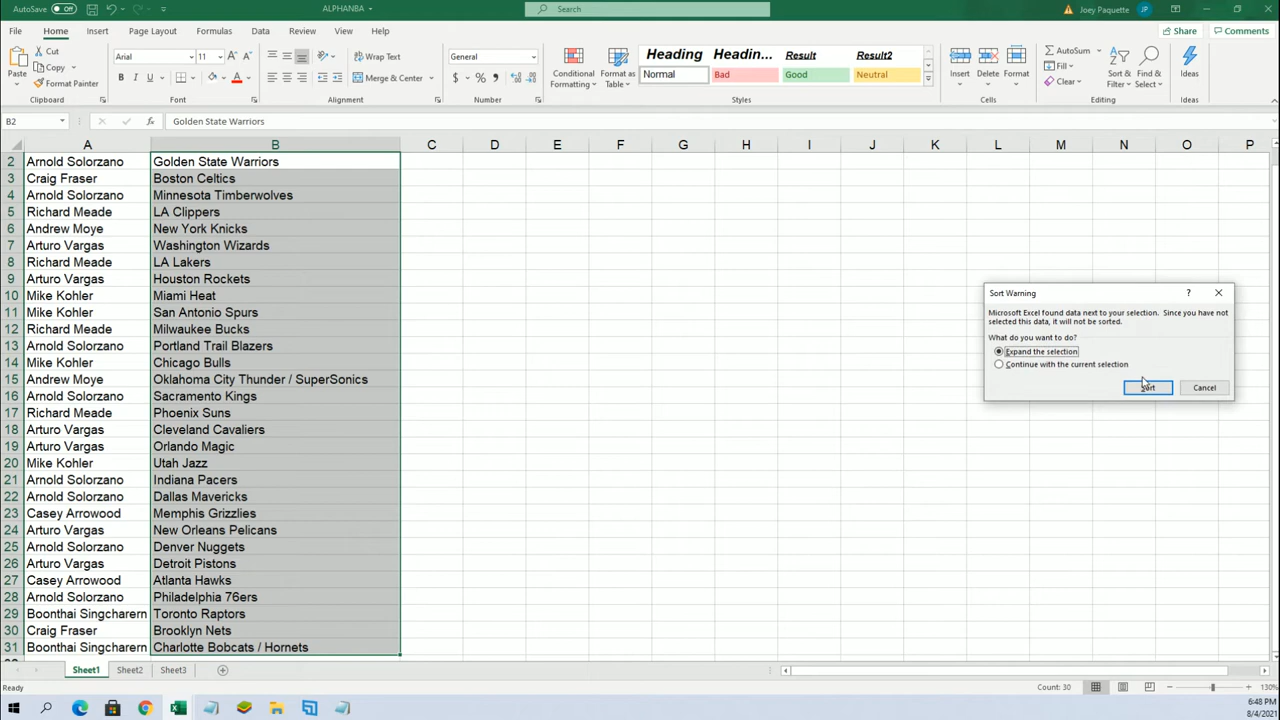 AutoSave Off ALPHANBA Search Joey Paquette JP
File Home Insert Page Layout Formulas Data Review View Help Share Comments
Paste Cut Copy Format Painter Clipboard
Arial 11 B I U A Font
Wrap Text Merge & Center Alignment
General $ % Number
Conditional Formatting Format as Table
Heading Headin... Result Result2
Normal Bad Good Neutral
Styles
Insert Delete Format Cells
AutoSum Fill Clear Sort & Filter Find & Select Editing
Ideas Ideas
B2 fx Golden State Warriors
A B C D E F G H I J K L M N O P
2 Arnold Solorzano Golden State Warriors
3 Craig Fraser Boston Celtics
4 Arnold Solorzano Minnesota Timberwolves
5 Richard Meade LA Clippers
6 Andrew Moye New York Knicks
7 Arturo Vargas Washington Wizards
8 Richard Meade LA Lakers
9 Arturo Vargas Houston Rockets
10 Mike Kohler Miami Heat
11 Mike Kohler San Antonio Spurs
12 Richard Meade Milwaukee Bucks
13 Arnold Solorzano Portland Trail Blazers
14 Mike Kohler Chicago Bulls
15 Andrew Moye Oklahoma City Thunder / SuperSonics
16 Arnold Solorzano Sacramento Kings
17 Richard Meade Phoenix Suns
18 Arturo Vargas Cleveland Cavaliers
19 Arturo Vargas Orlando Magic
20 Mike Kohler Utah Jazz
21 Arnold Solorzano Indiana Pacers
22 Arnold Solorzano Dallas Mavericks
23 Casey Arrowood Memphis Grizzlies
24 Arturo Vargas New Orleans Pelicans
25 Arnold Solorzano Denver Nuggets
26 Arturo Vargas Detroit Pistons
27 Casey Arrowood Atlanta Hawks
28 Arnold Solorzano Philadelphia 76ers
29 Boonthai Singcharern Toronto Raptors
30 Craig Fraser Brooklyn Nets
31 Boonthai Singcharern Charlotte Bobcats / Hornets
Sort Warning ?
Microsoft Excel found data next to your selection. Since you have not
selected this data, it will not be sorted.
What do you want to do?
Expand the selection
Continue with the current selection
Sort Cancel
Sheet1 Sheet2 Sheet3
Ready Count: 30 130%
6:48 PM
8/4/2021